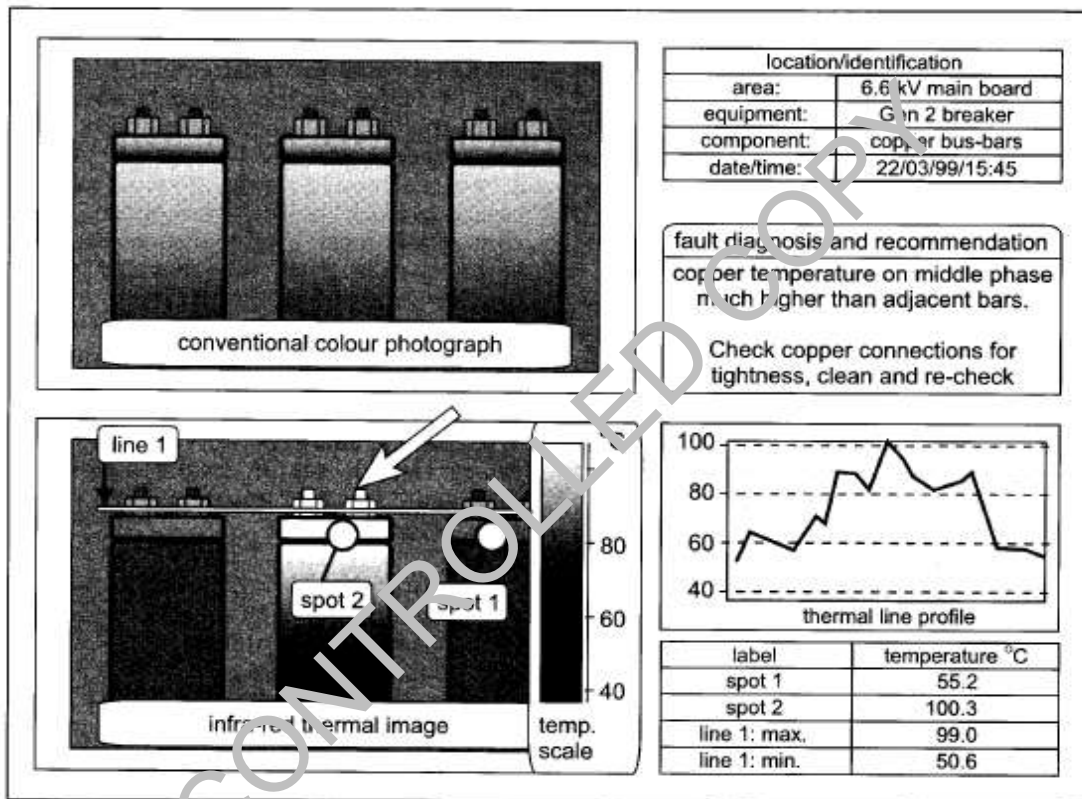 location/identification
area: 6.6 kV main board
equipment: Gen 2 breaker
component: copper bus-bars
date/time: 22/03/99/15:45
conventional colour photograph
fault diagnosis and recommendation
copper temperature on middle phase
much higher than adjacent bars.
Check copper connections for
tightness, clean and re-check
line 1
spot 2
spot 1
80
60
40
infra-red thermal image
temp.
scale
100
80
60
40
thermal line profile
label temperature °C
spot 1 55.2
spot 2 100.3
line 1: max. 99.0
line 1: min. 50.6
CONTROLLED COPY